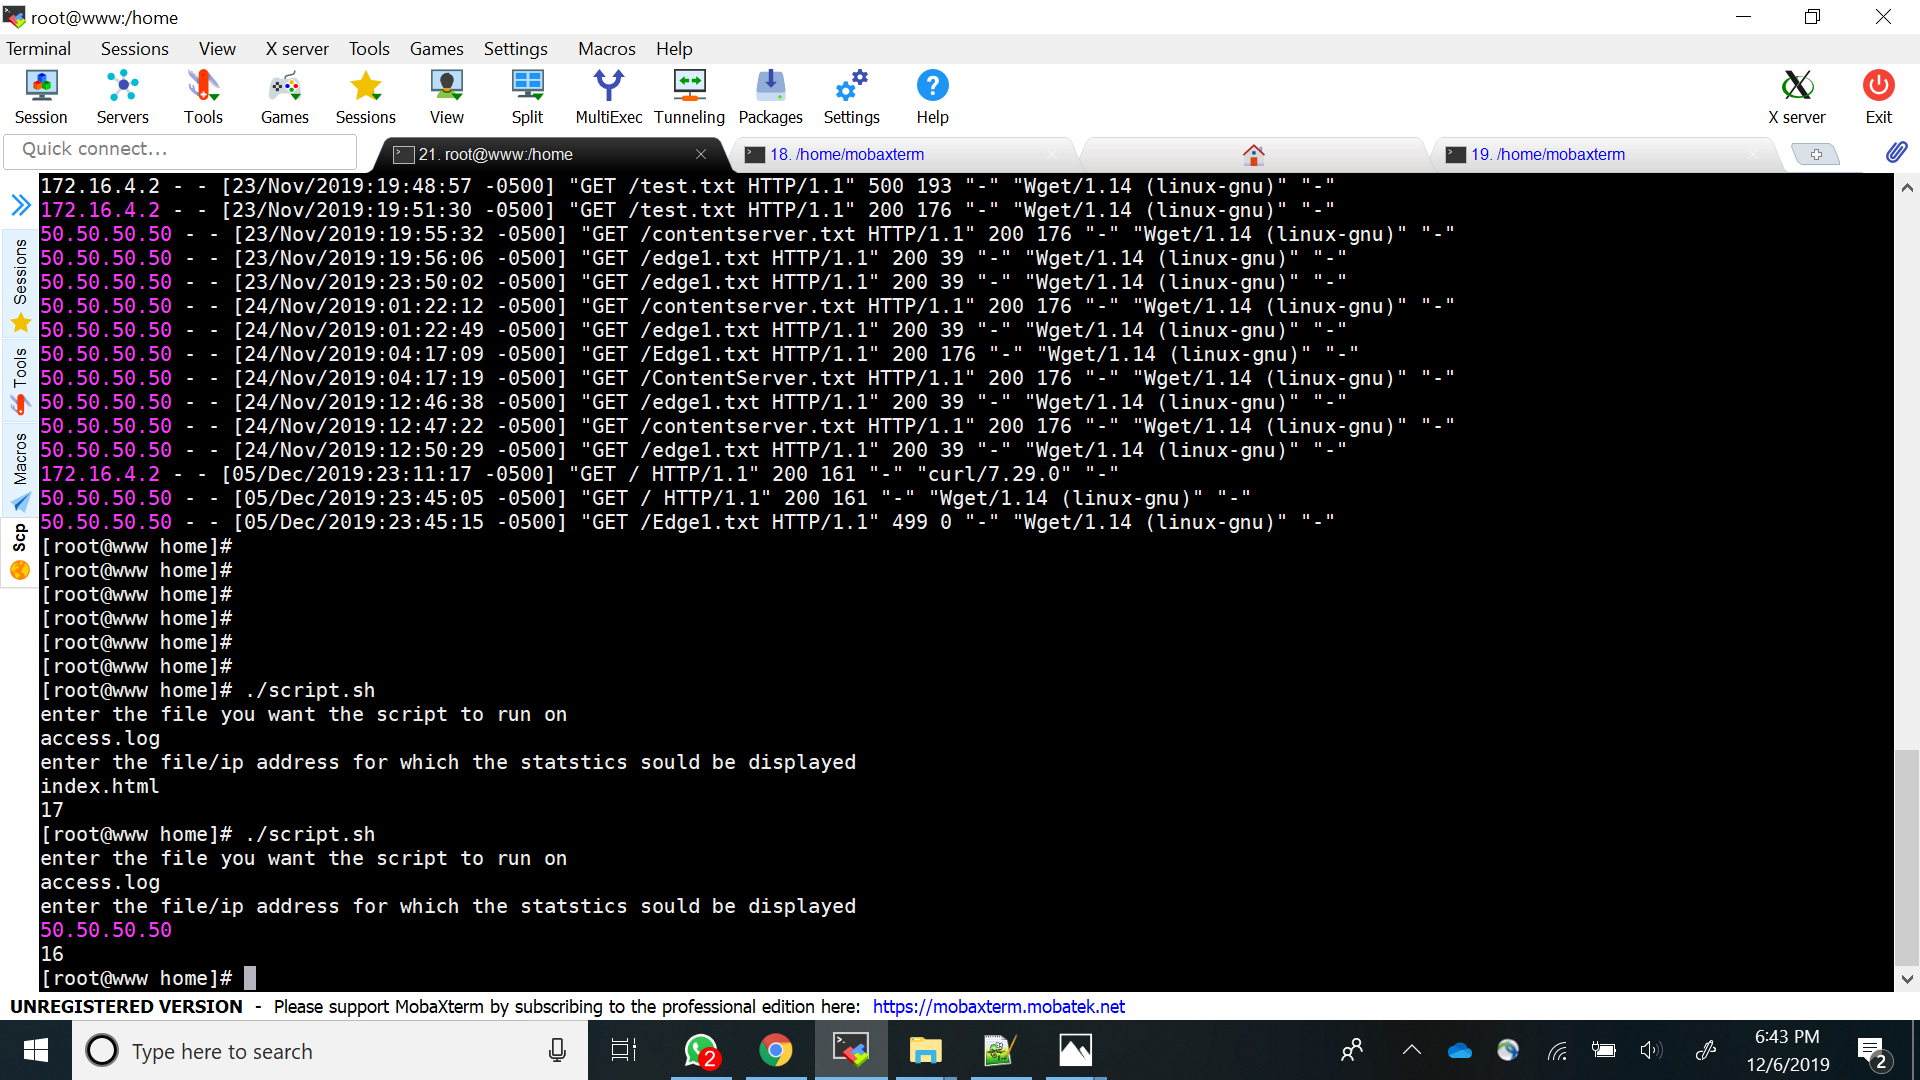 root@www:/home
Terminal Sessions View X server Tools Games Settings Macros Help
Session Servers Tools Games Sessions View Split MultiExec Tunneling Packages Settings Help X server Exit
Quick connect...
21. root@www:/home
18. /home/mobaxterm
19. /home/mobaxterm
Sessions
Tools
Macros
Scp
172.16.4.2 - - [23/Nov/2019:19:48:57 -0500] "GET /test.txt HTTP/1.1" 500 193 "-" "Wget/1.14 (linux-gnu)" "-"
172.16.4.2 - - [23/Nov/2019:19:51:30 -0500] "GET /test.txt HTTP/1.1" 200 176 "-" "Wget/1.14 (linux-gnu)" "-"
50.50.50.50 - - [23/Nov/2019:19:55:32 -0500] "GET /contentserver.txt HTTP/1.1" 200 176 "-" "Wget/1.14 (linux-gnu)" "-"
50.50.50.50 - - [23/Nov/2019:19:56:06 -0500] "GET /edge1.txt HTTP/1.1" 200 39 "-" "Wget/1.14 (linux-gnu)" "-"
50.50.50.50 - - [23/Nov/2019:23:50:02 -0500] "GET /edge1.txt HTTP/1.1" 200 39 "-" "Wget/1.14 (linux-gnu)" "-"
50.50.50.50 - - [24/Nov/2019:01:22:12 -0500] "GET /contentserver.txt HTTP/1.1" 200 176 "-" "Wget/1.14 (linux-gnu)" "-"
50.50.50.50 - - [24/Nov/2019:01:22:49 -0500] "GET /edge1.txt HTTP/1.1" 200 39 "-" "Wget/1.14 (linux-gnu)" "-"
50.50.50.50 - - [24/Nov/2019:04:17:09 -0500] "GET /Edge1.txt HTTP/1.1" 200 176 "-" "Wget/1.14 (linux-gnu)" "-"
50.50.50.50 - - [24/Nov/2019:04:17:19 -0500] "GET /ContentServer.txt HTTP/1.1" 200 176 "-" "Wget/1.14 (linux-gnu)" "-"
50.50.50.50 - - [24/Nov/2019:12:46:38 -0500] "GET /edge1.txt HTTP/1.1" 200 39 "-" "Wget/1.14 (linux-gnu)" "-"
50.50.50.50 - - [24/Nov/2019:12:47:22 -0500] "GET /contentserver.txt HTTP/1.1" 200 176 "-" "Wget/1.14 (linux-gnu)" "-"
50.50.50.50 - - [24/Nov/2019:12:50:29 -0500] "GET /edge1.txt HTTP/1.1" 200 39 "-" "Wget/1.14 (linux-gnu)" "-"
172.16.4.2 - - [05/Dec/2019:23:11:17 -0500] "GET / HTTP/1.1" 200 161 "-" "curl/7.29.0" "-"
50.50.50.50 - - [05/Dec/2019:23:45:05 -0500] "GET / HTTP/1.1" 200 161 "-" "Wget/1.14 (linux-gnu)" "-"
50.50.50.50 - - [05/Dec/2019:23:45:15 -0500] "GET /Edge1.txt HTTP/1.1" 499 0 "-" "Wget/1.14 (linux-gnu)" "-"
[root@www home]#
[root@www home]#
[root@www home]#
[root@www home]#
[root@www home]#
[root@www home]#
[root@www home]# ./script.sh
enter the file you want the script to run on
access.log
enter the file/ip address for which the statstics sould be displayed
index.html
17
[root@www home]# ./script.sh
enter the file you want the script to run on
access.log
enter the file/ip address for which the statstics sould be displayed
50.50.50.50
16
[root@www home]#
UNREGISTERED VERSION - Please support MobaXterm by subscribing to the professional edition here: https://mobaxterm.mobatek.net
Type here to search
2
6:43 PM
12/6/2019
2